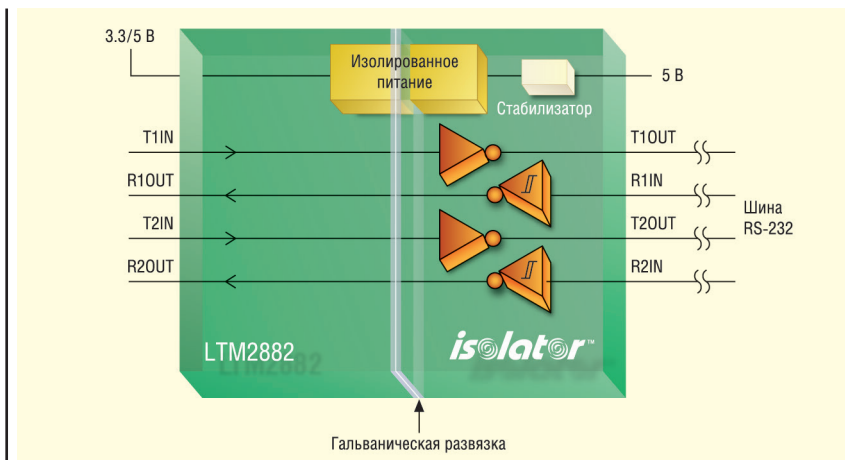 3.3/5 В
Изолированное
питание
5 В
Стабилизатор
T1IN
T1OUT
R1OUT
R1IN
Шина
RS-232
T2IN
T2OUT
R2OUT
R2IN
LTM2882
isolator™
Гальваническая развязка